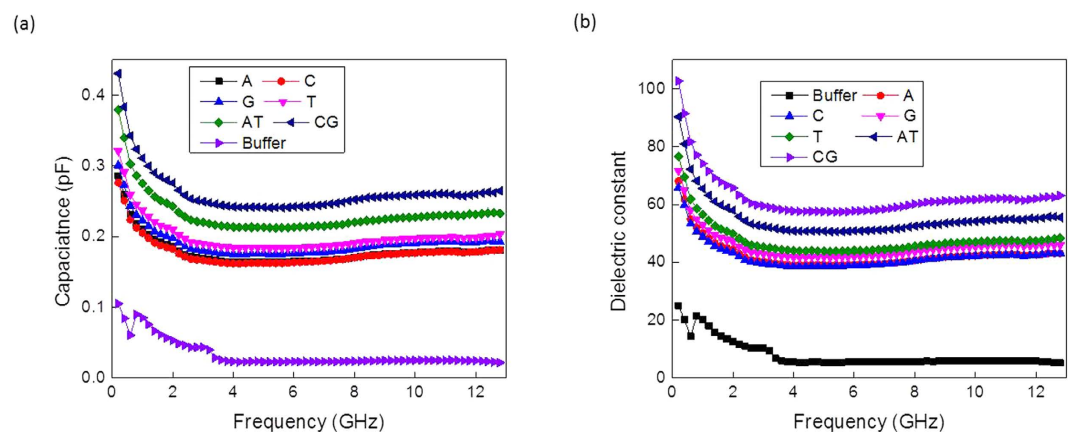 (a)
(b)
Capaciatnce (pF)
0.4
0.3
0.2
0.1
0.0
A C
G T
AT CG
Buffer
0 2 4 6 8 10 12
Frequency (GHz)
Dielectric constant
100
80
60
40
20
0
Buffer A
C G
T AT
CG
0 2 4 6 8 10 12
Frequency (GHz)